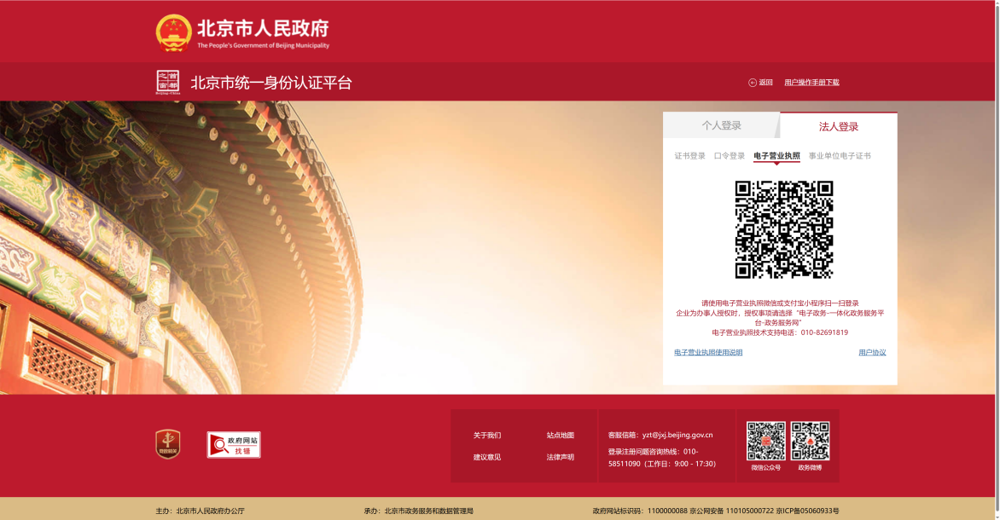 北京市人民政府
The People's Government of Beijing Municipality
首都之窗
Beijing-China
北京市统一身份认证平台
返回
用户操作手册下载
个人登录
法人登录
证书登录
口令登录
电子营业执照
事业单位电子证书
请使用电子营业执照微信或支付宝小程序扫一扫登录
企业为办事人授权时，授权事项请选择“电子政务-一体化政务服务平
台-政务服务网”
电子营业执照技术支持电话：010-82691819
电子营业执照使用说明
用户协议
党政机关
政府网站
找错
关于我们
站点地图
建议意见
法律声明
客服信箱：yzt@jxj.beijing.gov.cn
登录注册问题咨询热线：010-
58511090（工作日：9:00 - 17:30）
微信公众号
政务微博
主办：北京市人民政府办公厅
承办：北京市政务服务和数据管理局
政府网站标识码：1100000088 京公网安备 110105000722 京ICP备05060933号